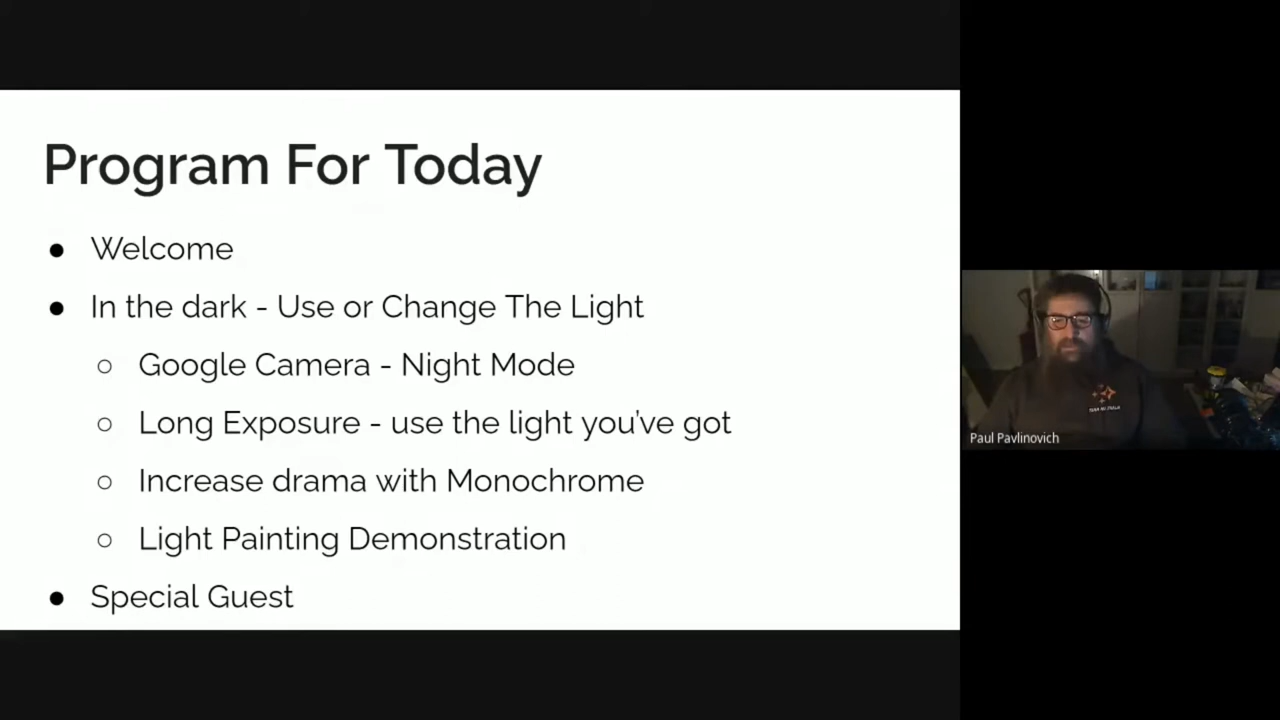 Program For Today
● Welcome
● In the dark - Use or Change The Light
○ Google Camera - Night Mode
○ Long Exposure - use the light you've got
○ Increase drama with Monochrome
○ Light Painting Demonstration
● Special Guest
Paul Pavlinovich